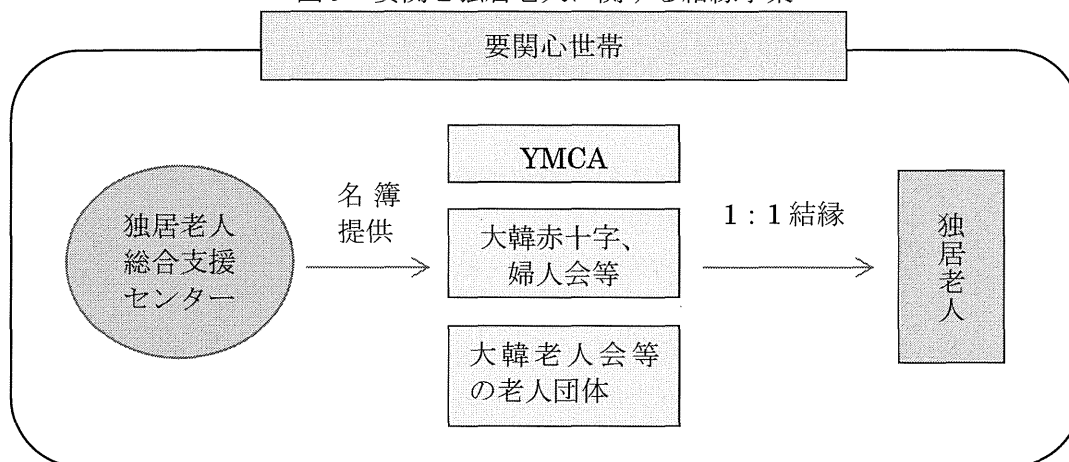 要関心世帯
独居老人
総合支援
センター
名簿
提供
YMCA
大韓赤十字、
婦人会等
大韓老人会等
の老人団体
1：1結縁
独居老人